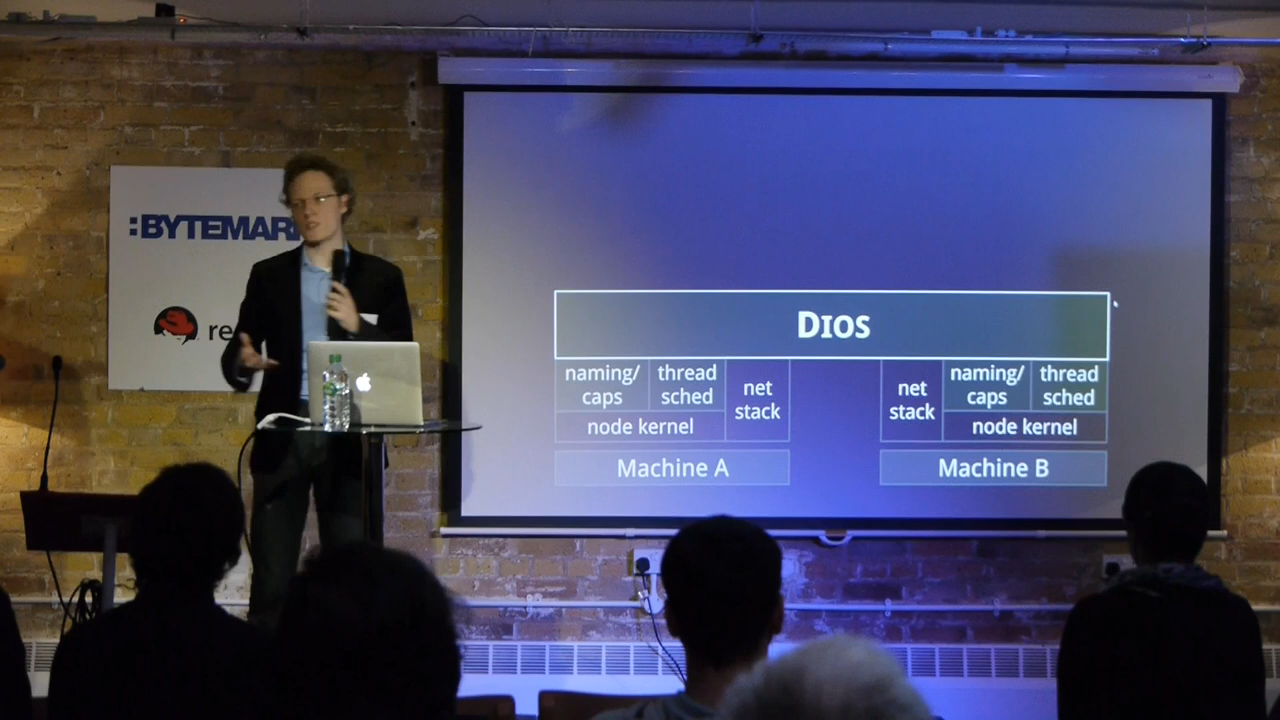 :BYTEMAR
re
DIOS
naming/
caps
thread
sched
net
stack
node kernel
Machine A
net
stack
naming/
caps
thread
sched
node kernel
Machine B